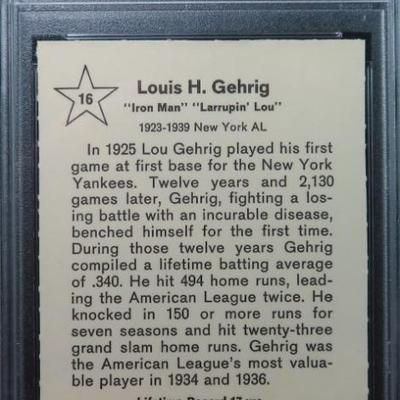 16
Louis H. Gehrig
"Iron Man" "Larrupin' Lou"
1923-1939 New York AL
In 1925 Lou Gehrig played his first
game at first base for the New York
Yankees. Twelve years and 2,130
games later, Gehrig, fighting a los-
ing battle with an incurable disease,
benched himself for the first time.
During those twelve years Gehrig
compiled a lifetime batting average
of .340. He hit 494 home runs, lead-
ing the American League twice. He
knocked in 150 or more runs for
seven seasons and hit twenty-three
grand slam home runs. Gehrig was
the American League's most valua-
ble player in 1934 and 1936.
Lifetime Record 17 yrs.